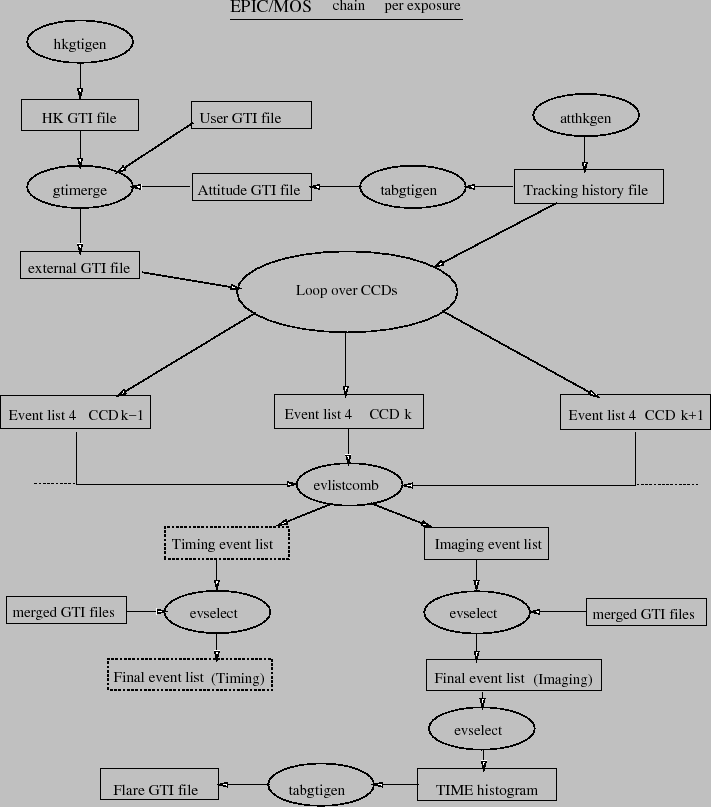 EPIC/MOS chain per exposure
hkgtigen
HK GTI file
User GTI file
atthkgen
gtimerge
Attitude GTI file
tabgtigen
Tracking history file
external GTI file
Loop over CCDs
Event list 4 CCD k−1
Event list 4 CCD k
Event list 4 CCD k+1
evlistcomb
Timing event list
Imaging event list
merged GTI files
evselect
evselect
merged GTI files
Final event list (Timing)
Final event list (Imaging)
evselect
Flare GTI file
tabgtigen
TIME histogram